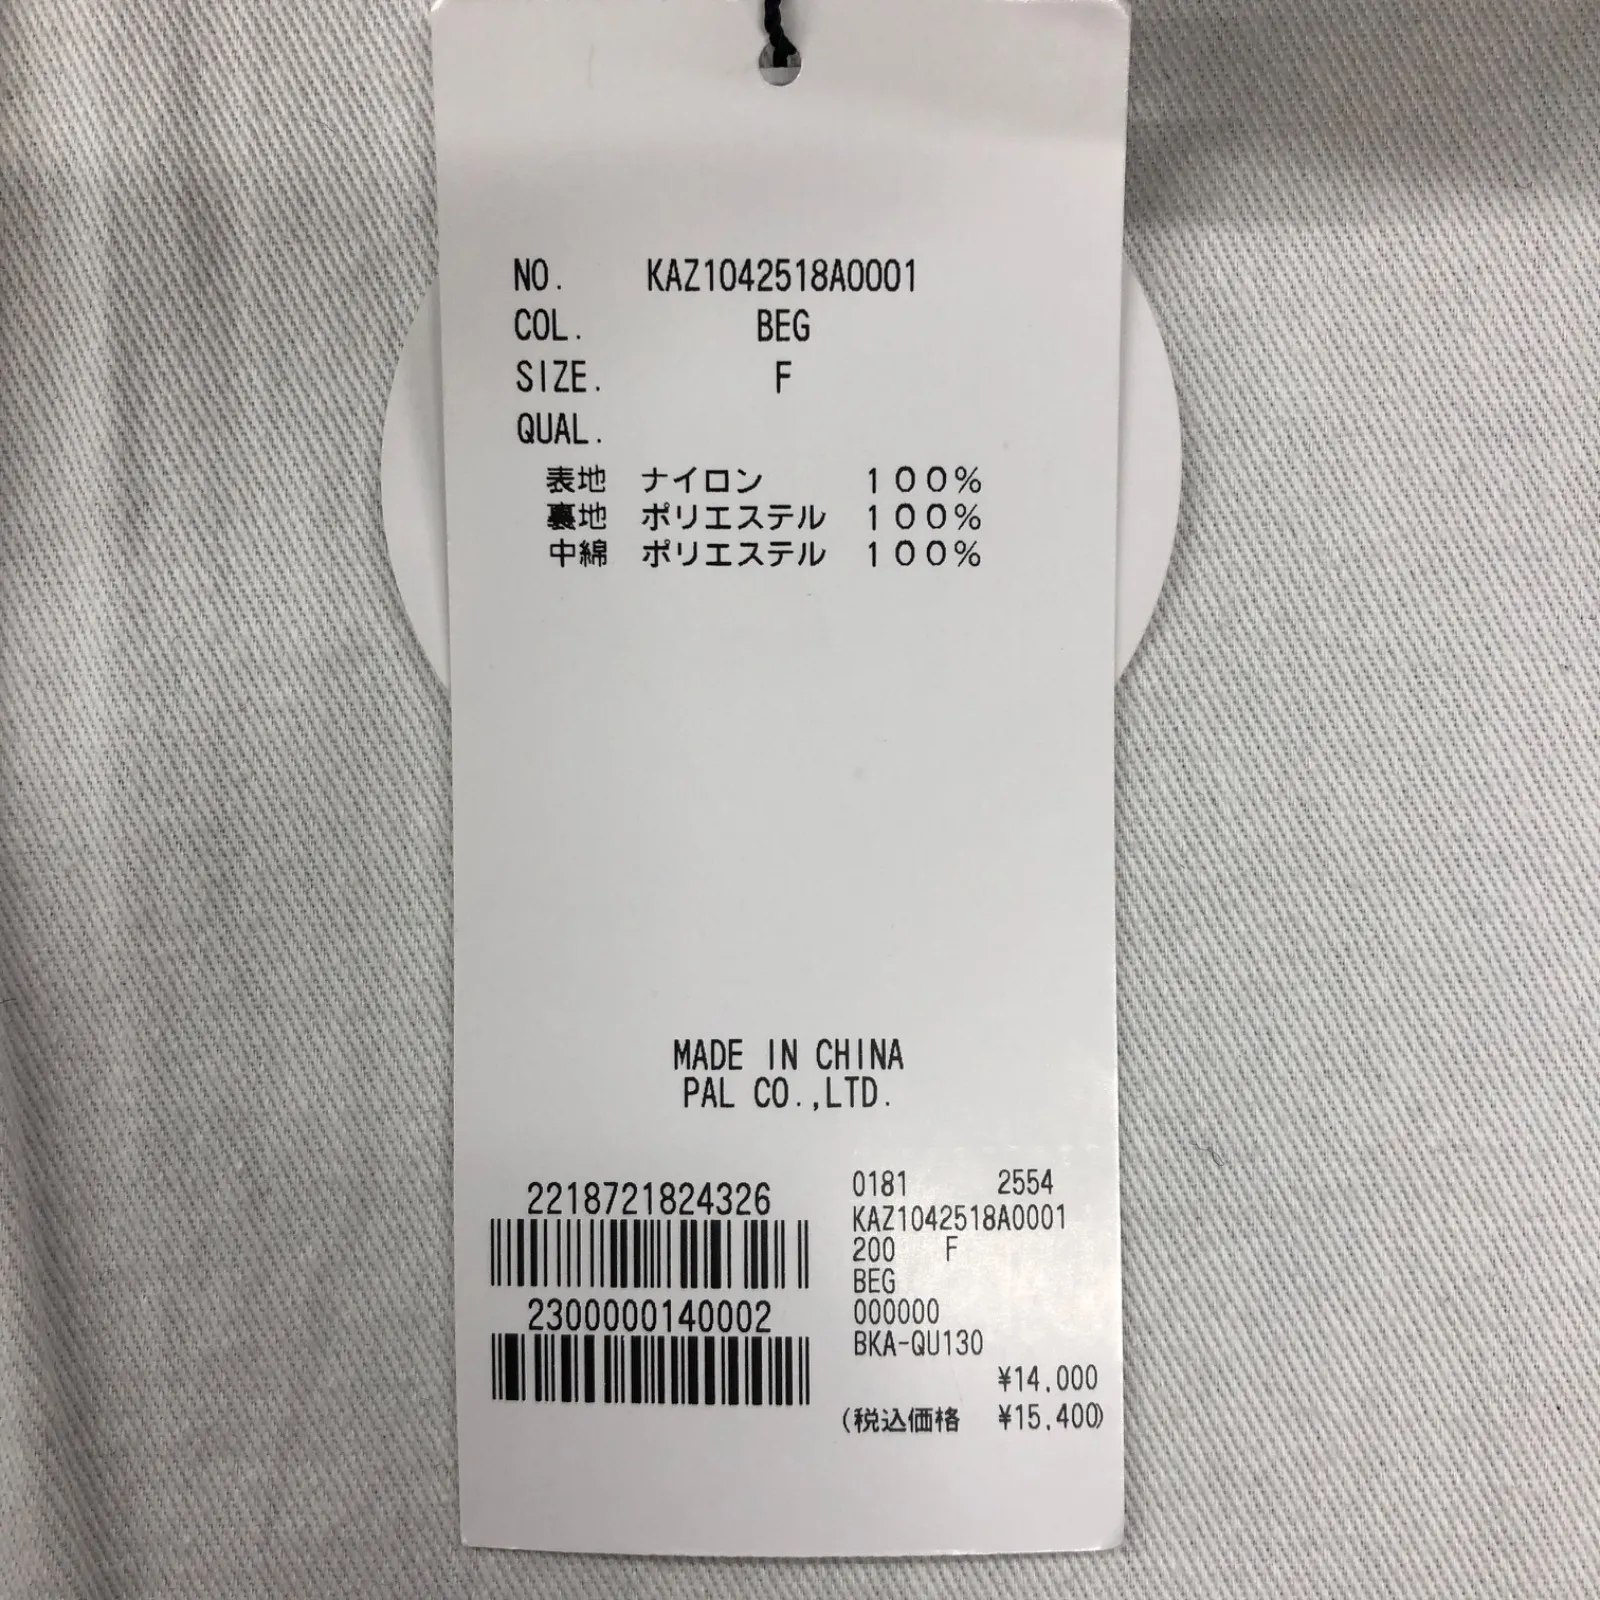 NO. KAZ1042518A0001
COL. BEG
SIZE. F
QUAL.
表地 ナイロン 100%
裏地 ポリエステル 100%
中綿 ポリエステル 100%
MADE IN CHINA
PAL CO.,LTD.
2218721824326
2300000140002
0181 2554
KAZ1042518A0001
200 F
BEG
000000
BKA-QU130
¥14,000
(税込価格 ¥15,400)